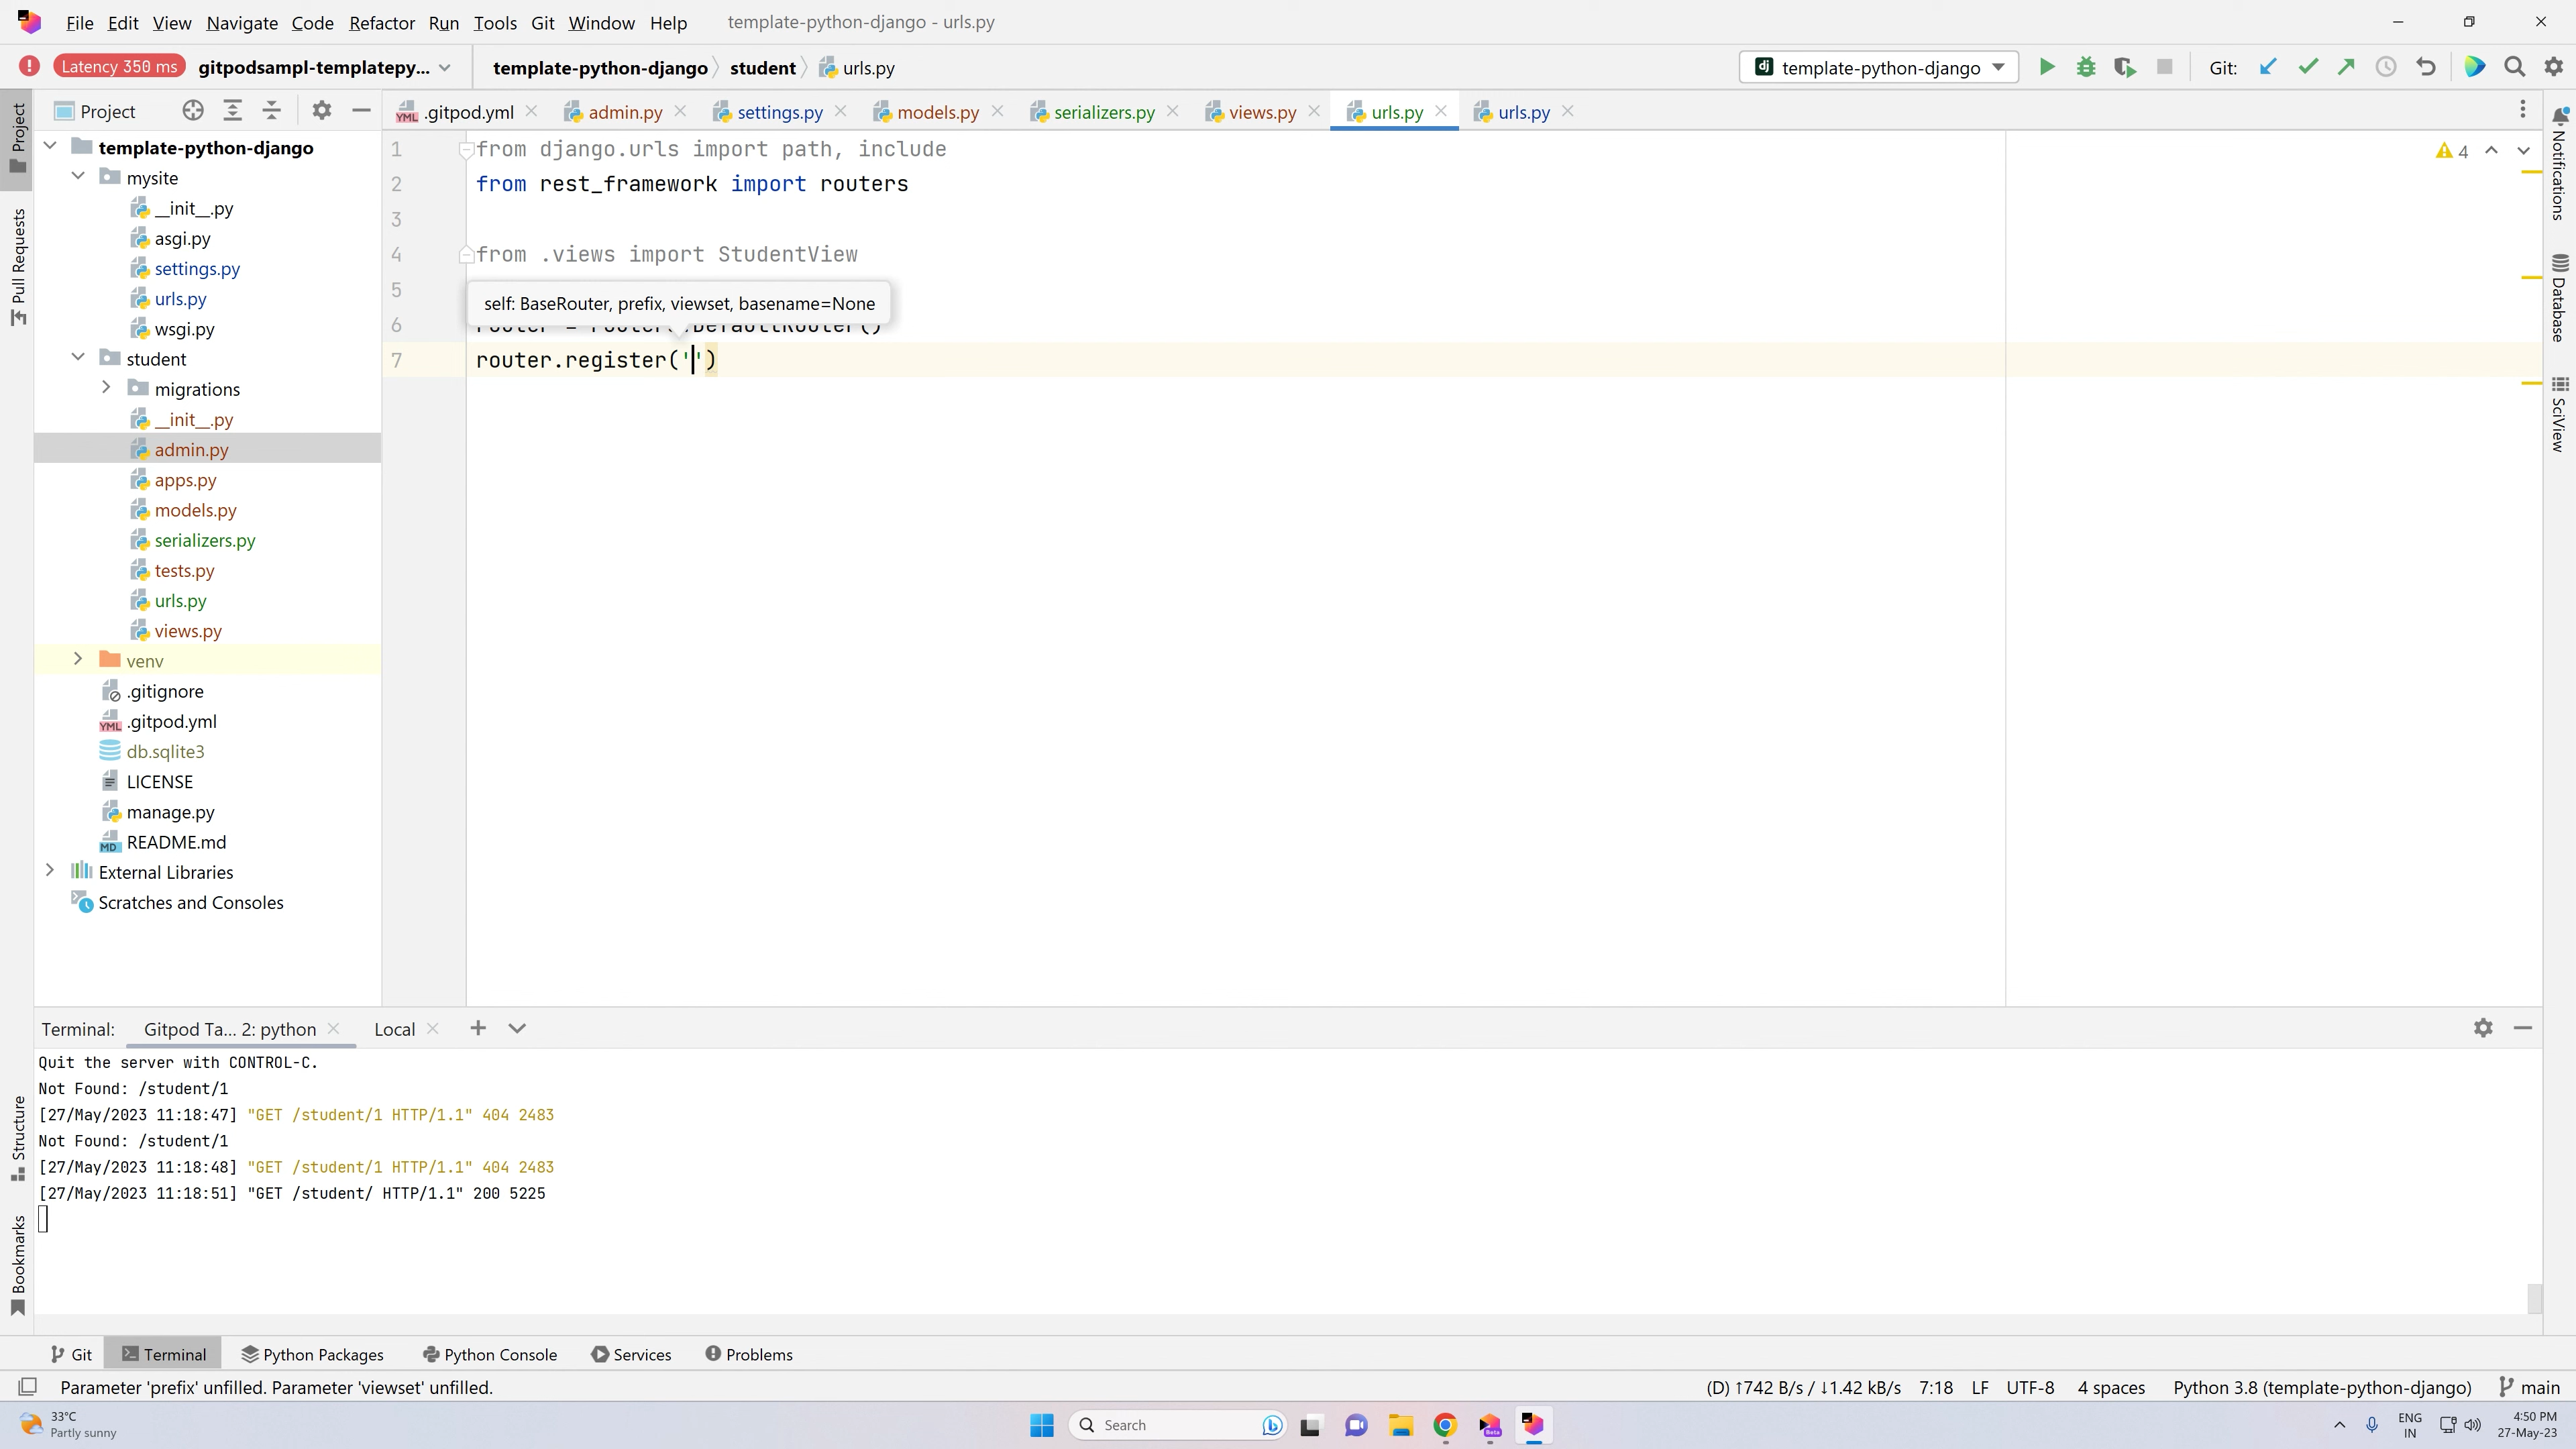 File Edit View Navigate Code Refactor Run Tools Git Window Help template-python-django - urls.py
Latency 350 ms gitpodsampl-templatepy... template-python-django student urls.py template-python-django Git:
Project .gitpod.yml admin.py settings.py models.py serializers.py views.py urls.py urls.py
template-python-django
mysite
__init__.py
asgi.py
settings.py
urls.py
wsgi.py
student
migrations
__init__.py
admin.py
apps.py
models.py
serializers.py
tests.py
urls.py
views.py
venv
.gitignore
.gitpod.yml
db.sqlite3
LICENSE
manage.py
README.md
External Libraries
Scratches and Consoles
1 from django.urls import path, include
2 from rest_framework import routers
3
4 from .views import StudentView
5
self: BaseRouter, prefix, viewset, basename=None
6 router = routers.DefaultRouter()
7 router.register('')
4
Project
Pull Requests
Structure
Bookmarks
Notifications
Database
SciView
Terminal: Gitpod Ta... 2: python Local
Quit the server with CONTROL-C.
Not Found: /student/1
[27/May/2023 11:18:47] "GET /student/1 HTTP/1.1" 404 2483
Not Found: /student/1
[27/May/2023 11:18:48] "GET /student/1 HTTP/1.1" 404 2483
[27/May/2023 11:18:51] "GET /student/ HTTP/1.1" 200 5225
Git Terminal Python Packages Python Console Services Problems
Parameter 'prefix' unfilled. Parameter 'viewset' unfilled. (D) ↑742 B/s / ↓1.42 kB/s 7:18 LF UTF-8 4 spaces Python 3.8 (template-python-django) main
33°C
Partly sunny
Search
ENG
IN
4:50 PM
27-May-23